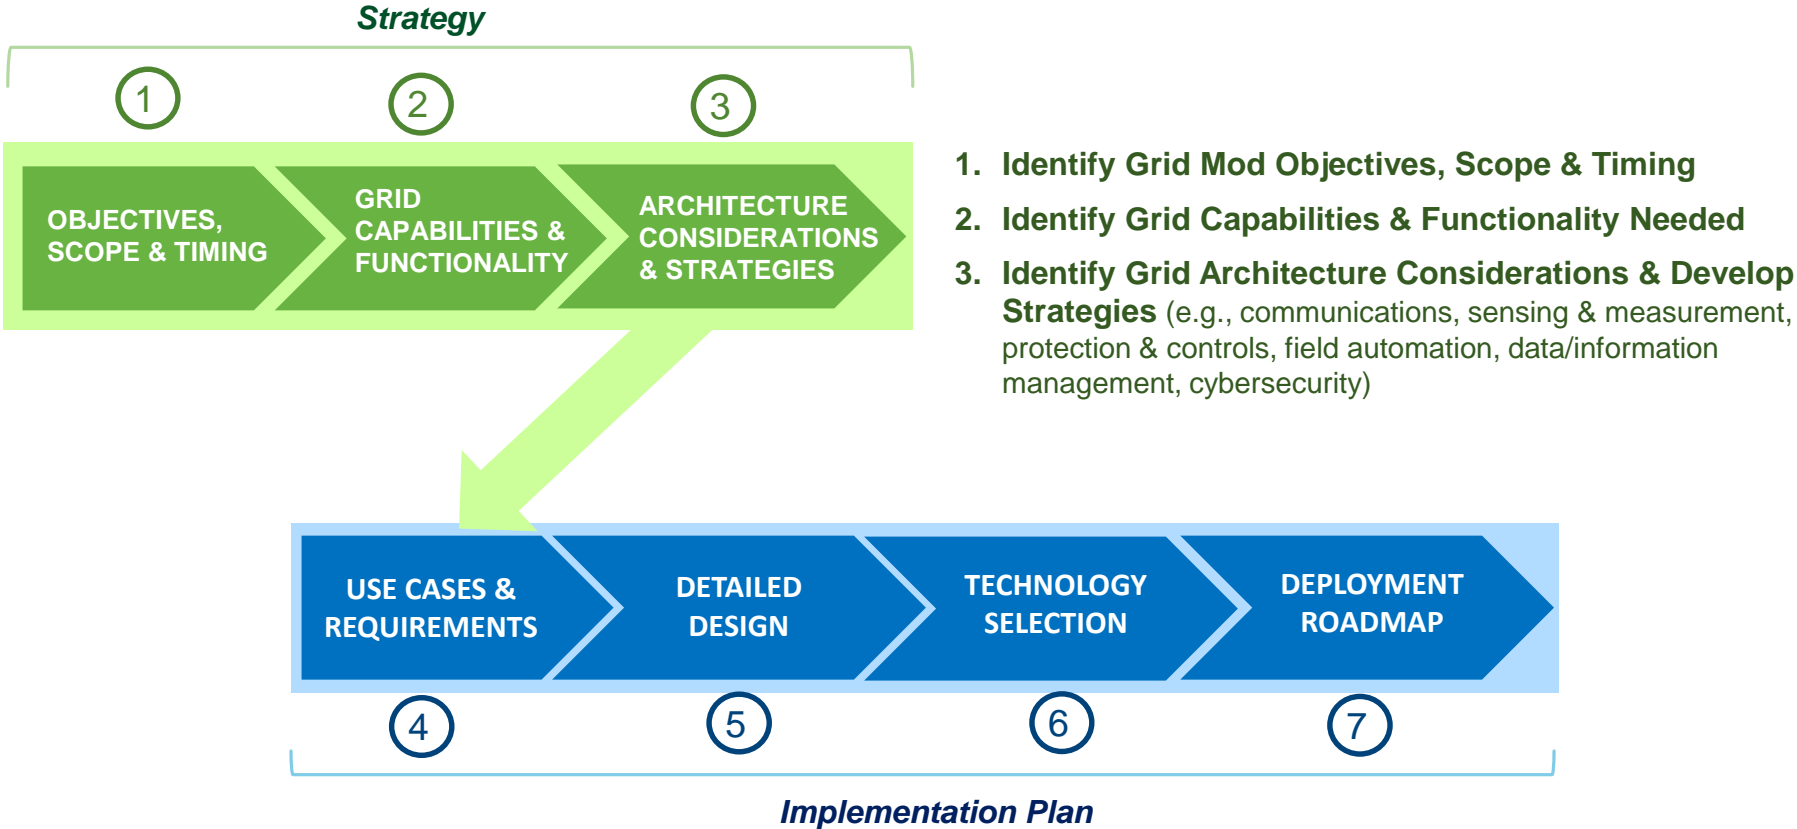 Strategy
1
2
3
OBJECTIVES,
SCOPE & TIMING
GRID
CAPABILITIES &
FUNCTIONALITY
ARCHITECTURE
CONSIDERATIONS
& STRATEGIES
1. Identify Grid Mod Objectives, Scope & Timing
2. Identify Grid Capabilities & Functionality Needed
3. Identify Grid Architecture Considerations & Develop
Strategies (e.g., communications, sensing & measurement,
protection & controls, field automation, data/information
management, cybersecurity)
USE CASES &
REQUIREMENTS
DETAILED
DESIGN
TECHNOLOGY
SELECTION
DEPLOYMENT
ROADMAP
4
5
6
7
Implementation Plan